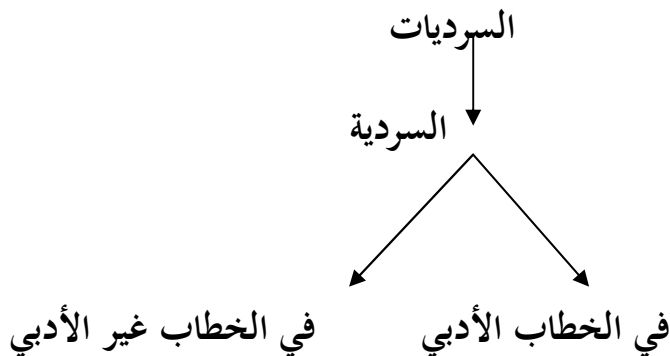 السرديات
السردية
في الخطاب الأدبي
في الخطاب غير الأدبي